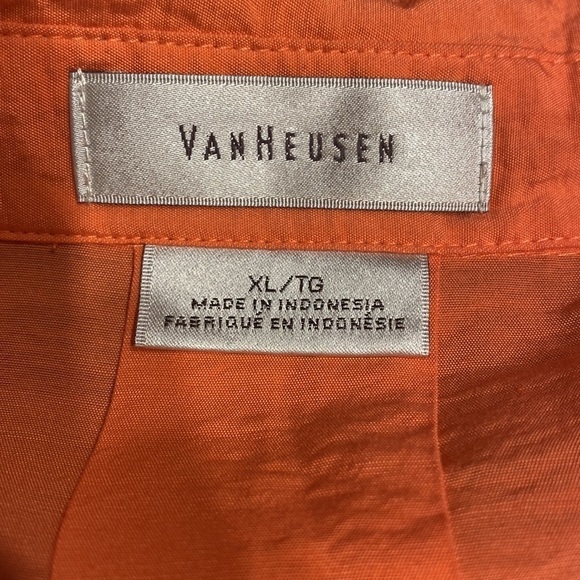 VANHEUSEN
XL/TG
MADE IN INDONESIA
FABRIQUÉ EN INDONÉSIE